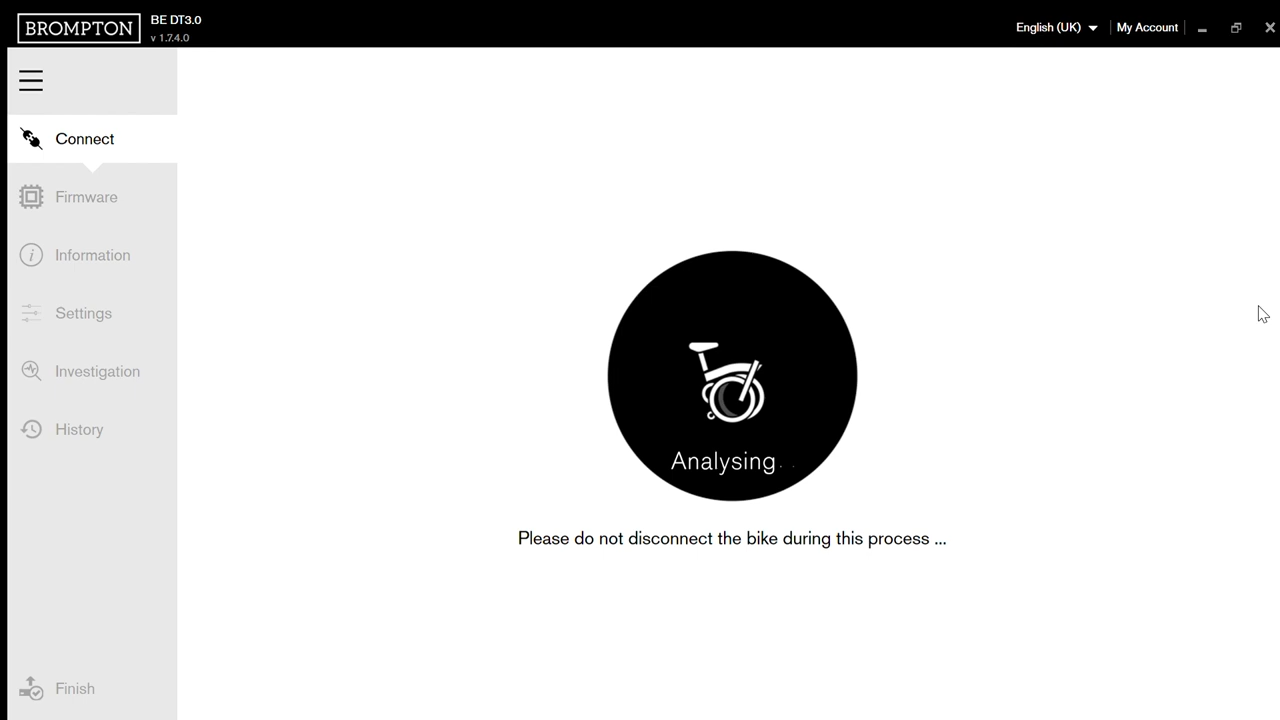 BROMPTON
BE DT3.0
v 1.7.4.0
English (UK)
My Account
Connect
Firmware
Information
Settings
Investigation
History
Finish
Analysing. .
Please do not disconnect the bike during this process ...